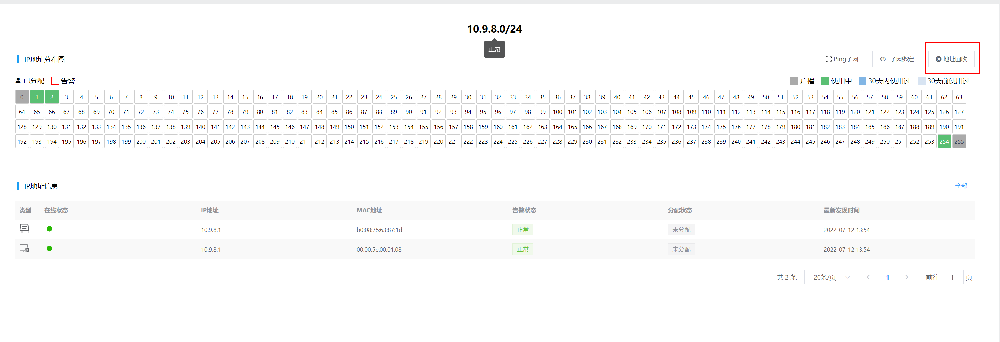 10.9.8.0/24
正常
IP地址分布图
Ping子网 子网绑定 地址回收
已分配 告警 广播 使用中 30天内使用过 30天前使用过
0 1 2 3 4 5 6 7 8 9 10 11 12 13 14 15 16 17 18 19 20 21 22 23 24 25 26 27 28 29 30 31 32 33 34 35 36 37 38 39 40 41 42 43 44 45 46 47 48 49 50 51 52 53 54 55 56 57 58 59 60 61 62 63
64 65 66 67 68 69 70 71 72 73 74 75 76 77 78 79 80 81 82 83 84 85 86 87 88 89 90 91 92 93 94 95 96 97 98 99 100 101 102 103 104 105 106 107 108 109 110 111 112 113 114 115 116 117 118 119 120 121 122 123 124 125 126 127
128 129 130 131 132 133 134 135 136 137 138 139 140 141 142 143 144 145 146 147 148 149 150 151 152 153 154 155 156 157 158 159 160 161 162 163 164 165 166 167 168 169 170 171 172 173 174 175 176 177 178 179 180 181 182 183 184 185 186 187 188 189 190 191
192 193 194 195 196 197 198 199 200 201 202 203 204 205 206 207 208 209 210 211 212 213 214 215 216 217 218 219 220 221 222 223 224 225 226 227 228 229 230 231 232 233 234 235 236 237 238 239 240 241 242 243 244 245 246 247 248 249 250 251 252 253 254 255
IP地址信息 全部
类型 在线状态 IP地址 MAC地址 告警状态 分配状态 最新发现时间
10.9.8.1 b0:08:75:63:87:1d 正常 未分配 2022-07-12 13:54
10.9.8.1 00:00:5e:00:01:08 正常 未分配 2022-07-12 13:54
共 2 条 20条/页 1 前往 1 页